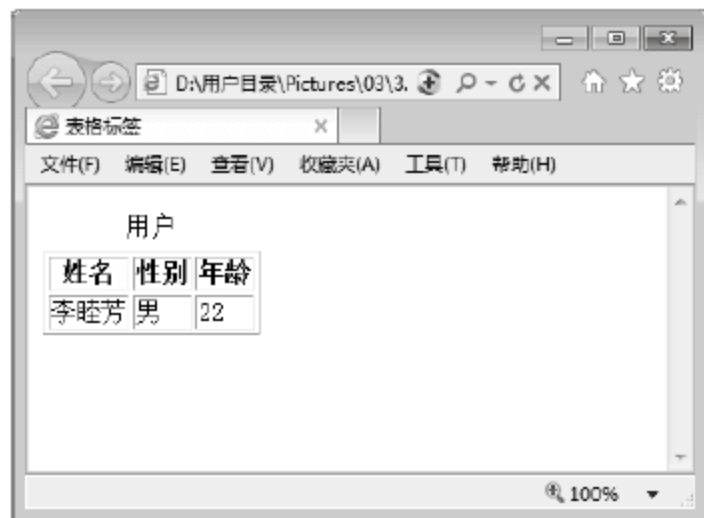 D:\用户目录\Pictures\03\3.
表格标签
文件(F) 编辑(E) 查看(V) 收藏夹(A) 工具(T) 帮助(H)
用户
姓名 性别 年龄
李睦芳 男 22
100%